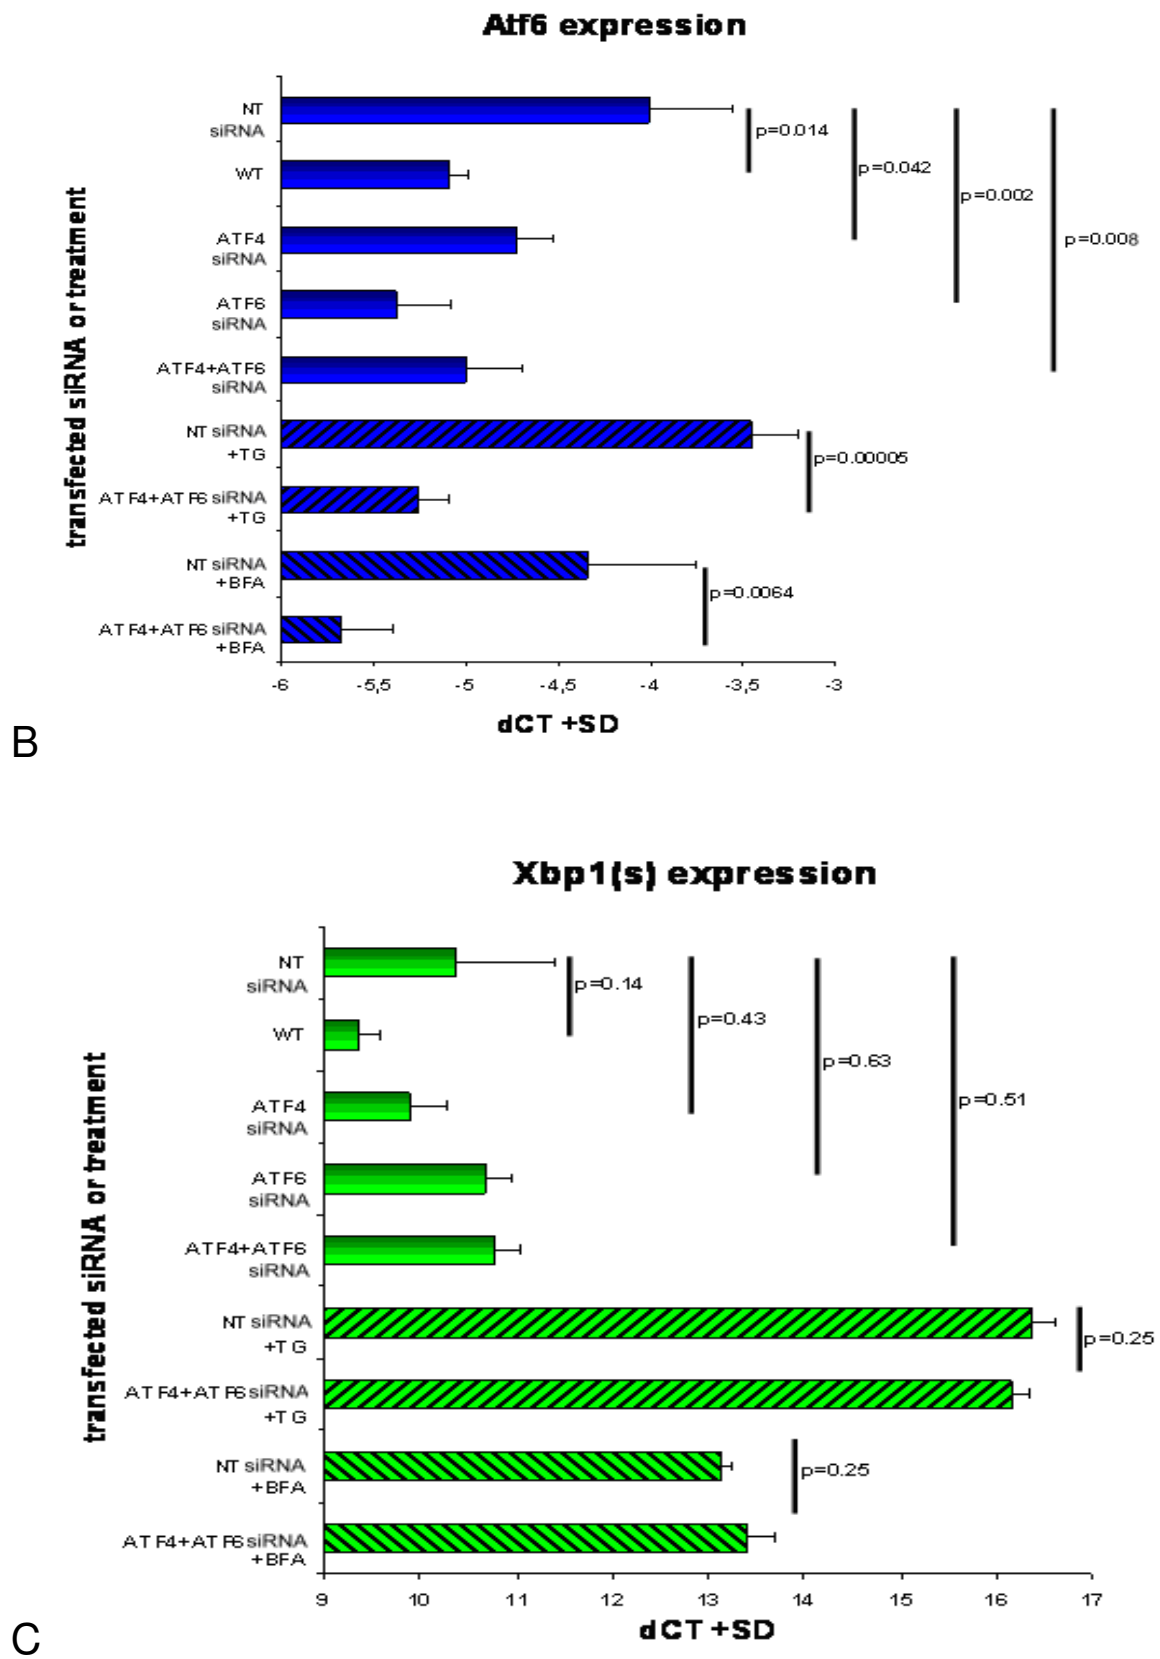 Atf6 expression
transfected siRNA or treatment
NT
siRNA
p=0.014
WT
p=0.042
p=0.002
ATF4
siRNA
p=0.008
ATF6
siRNA
ATF4+ATF6
siRNA
NT siRNA
+TG
p=0.00005
ATF4+ATF6 siRNA
+TG
NT siRNA
+BFA
p=0.0064
ATF4+ATF6 siRNA
+BFA
-6 -5,5 -5 -4,5 -4 -3,5 -3
dCT +SD
B
Xbp1(s) expression
transfected siRNA or treatment
NT
siRNA
p=0.14
WT
p=0.43
p=0.63
ATF4
siRNA
p=0.51
ATF6
siRNA
ATF4+ATF6
siRNA
NT siRNA
+TG
p=0.25
ATF4+ATF6 siRNA
+TG
NT siRNA
+BFA
p=0.25
ATF4+ATF6 siRNA
+BFA
9 10 11 12 13 14 15 16 17
dCT +SD
C